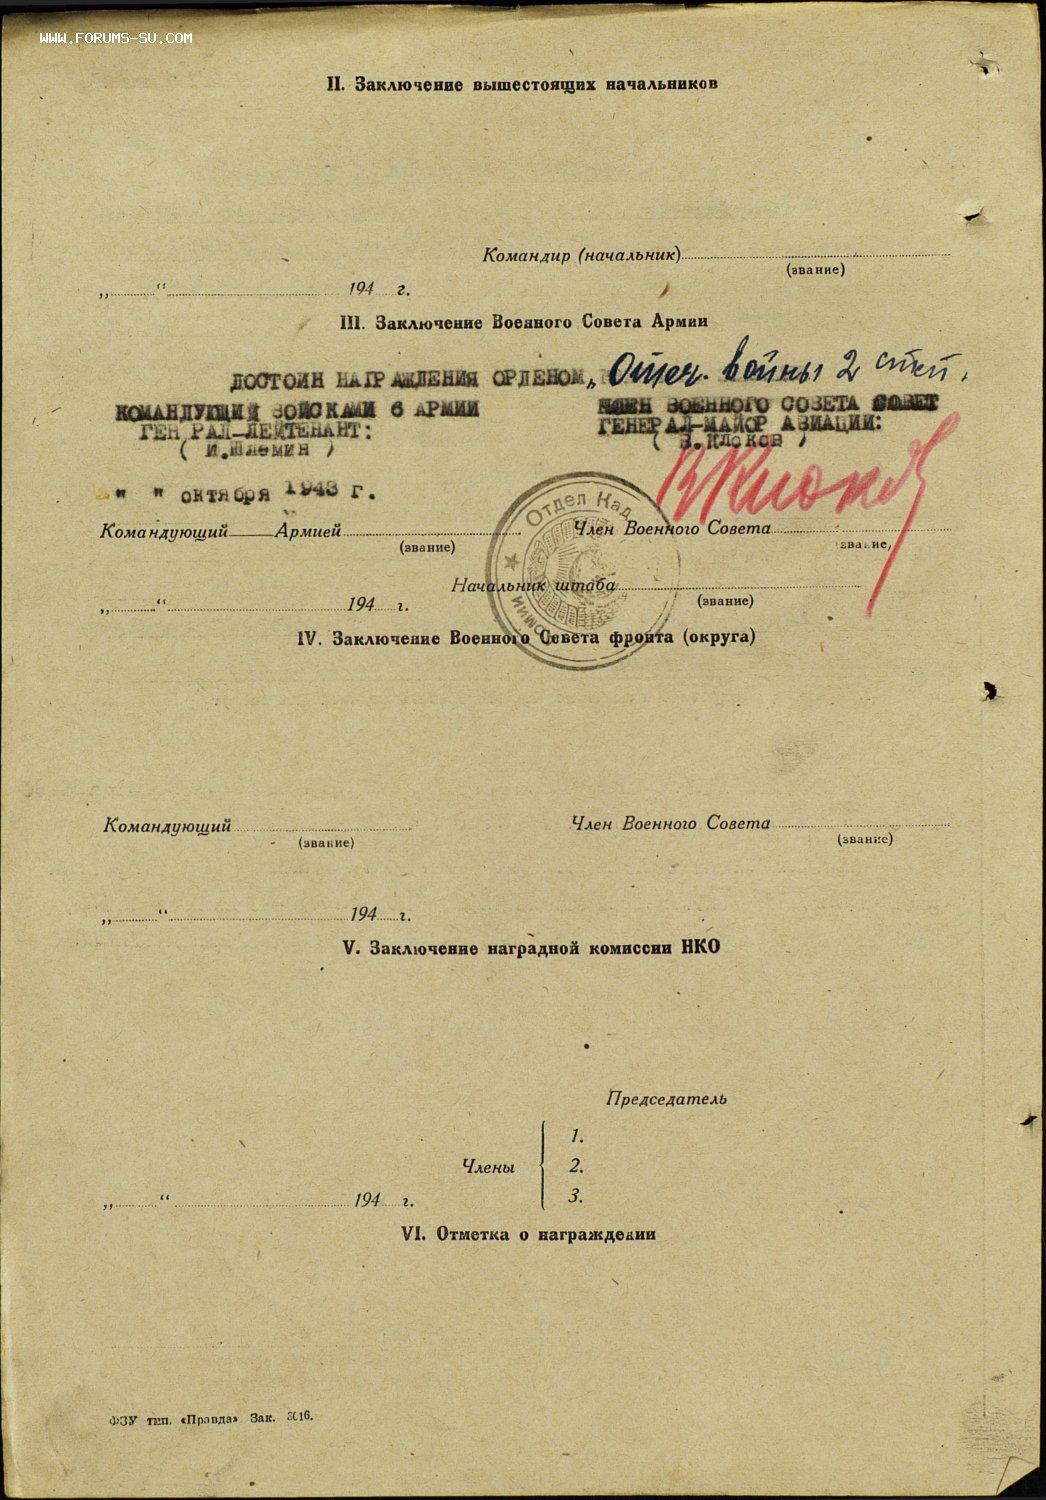 WWW.FORUMS-SU.COM
II. Заключение вышестоящих начальников
Командир (начальник)
(звание)
„ “ 194 г.
III. Заключение Военного Совета Армии
ДОСТОИН НАГРАЖДЕНИЯ ОРДЕНОМ „Отеч. войны 2 степ.
КОМАНДУЮЩИЙ ВОЙСКАМИ 6 АРМИИ
ГЕН РАЛ-ЛЕЙТЕНАНТ:
( И.Шлемин )
ЧЛЕН ВОЕННОГО СОВЕТА
ГЕНЕРАЛ-МАЙОР АВИАЦИИ:
( В.Клоков )
ВКлоков
" " октября 1943 г.
Отдел Кад
Командующий Армией
(звание)
Член Военного Совета
звание,
Начальник штаба
(звание)
„ “ 194 г.
IV. Заключение Военного Совета фронта (округа)
Командующий
(звание)
Член Военного Совета
(звание)
„ “ 194 г.
V. Заключение наградной комиссии НКО
Председатель
Члены
1.
2.
3.
„ “ 194 г.
VI. Отметка о награждении
ФЗУ тип. «Правда» Зак.